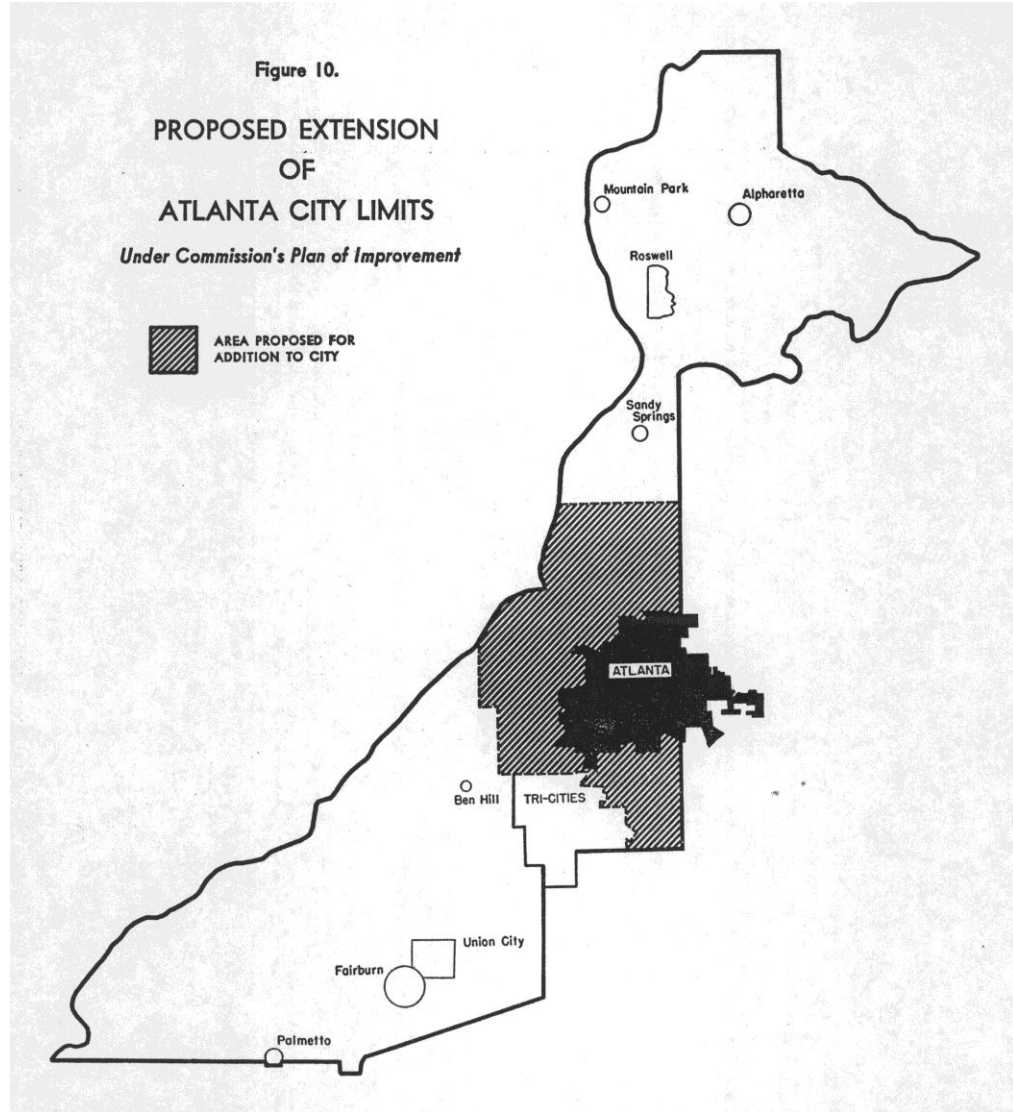 Figure 10.
PROPOSED EXTENSION
OF
ATLANTA CITY LIMITS
Under Commission's Plan of Improvement
AREA PROPOSED FOR
ADDITION TO CITY
Mountain Park
Alpharetta
Roswell
Sandy
Springs
ATLANTA
Ben Hill
TRI-CITIES
Union City
Fairburn
Palmetto